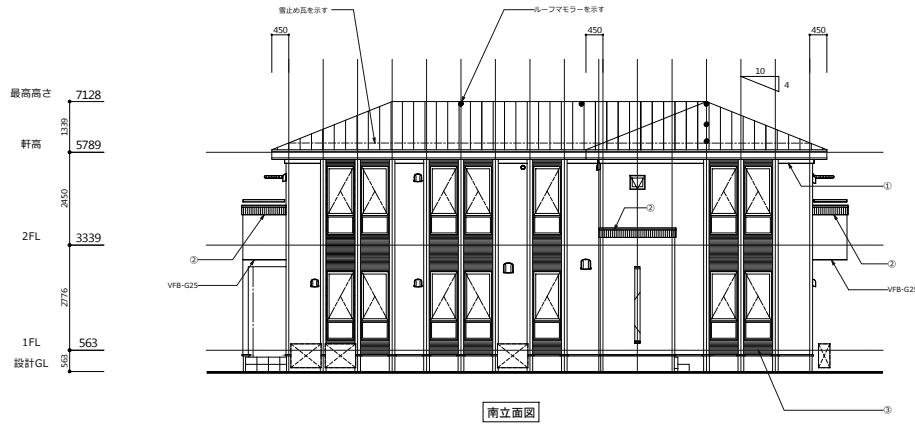 雪止め瓦を示す
ルーフマモラーを示す
450
450
450
10
4
最高高さ 7128
1339
軒高 5789
①
2450
②
2FL 3339
②
②
VFB-G25
VFB-G25
2776
1FL 563
設計GL
563
③
南立面図